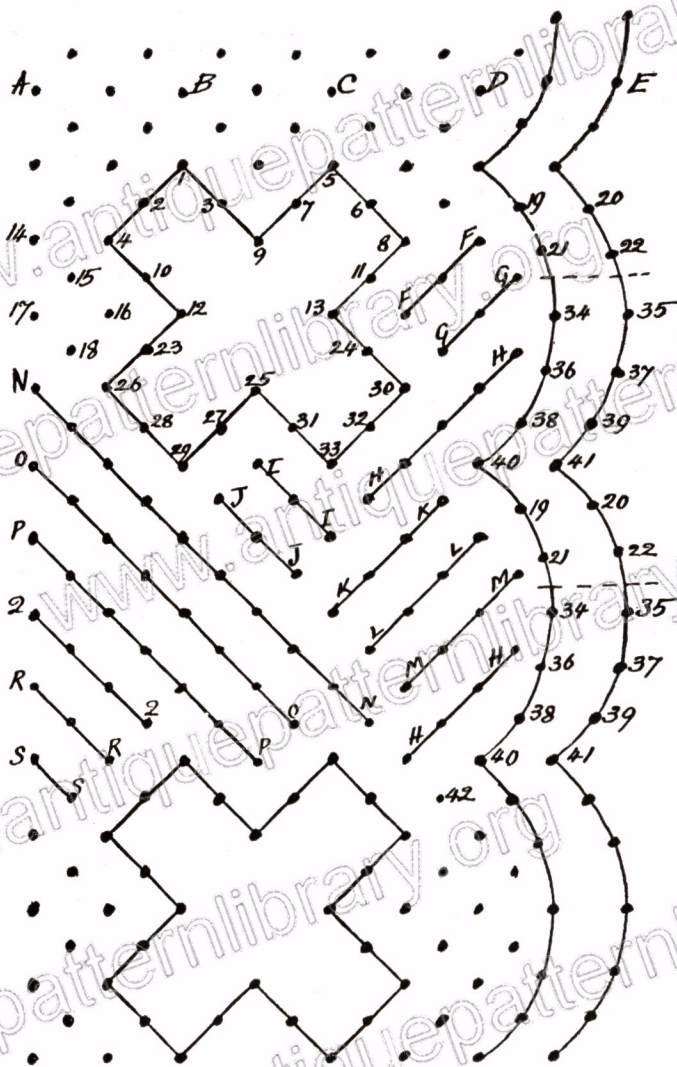 A B C D E
1 5
2 3 7 6 19 20
14 4 9 8 F
15 10 11 G 21 22
17 16 12 13 F 34 35
18 23 24 G H
N 26 25 30 36 37
28 27 31 32 38 39
29 33
O I H 40 41
J K 19 20
P I
J L 21 22
M
2 K 34 35
L H 36 37
R M
2 O N H 38 39
S R P 40 41
S 42
www.antiquepatternlibrary.org
www.antiquepatternlibrary.org
www.antiquepatternlibrary.org
antiquepatternlibrary.org
antiquepatternlibrary.org